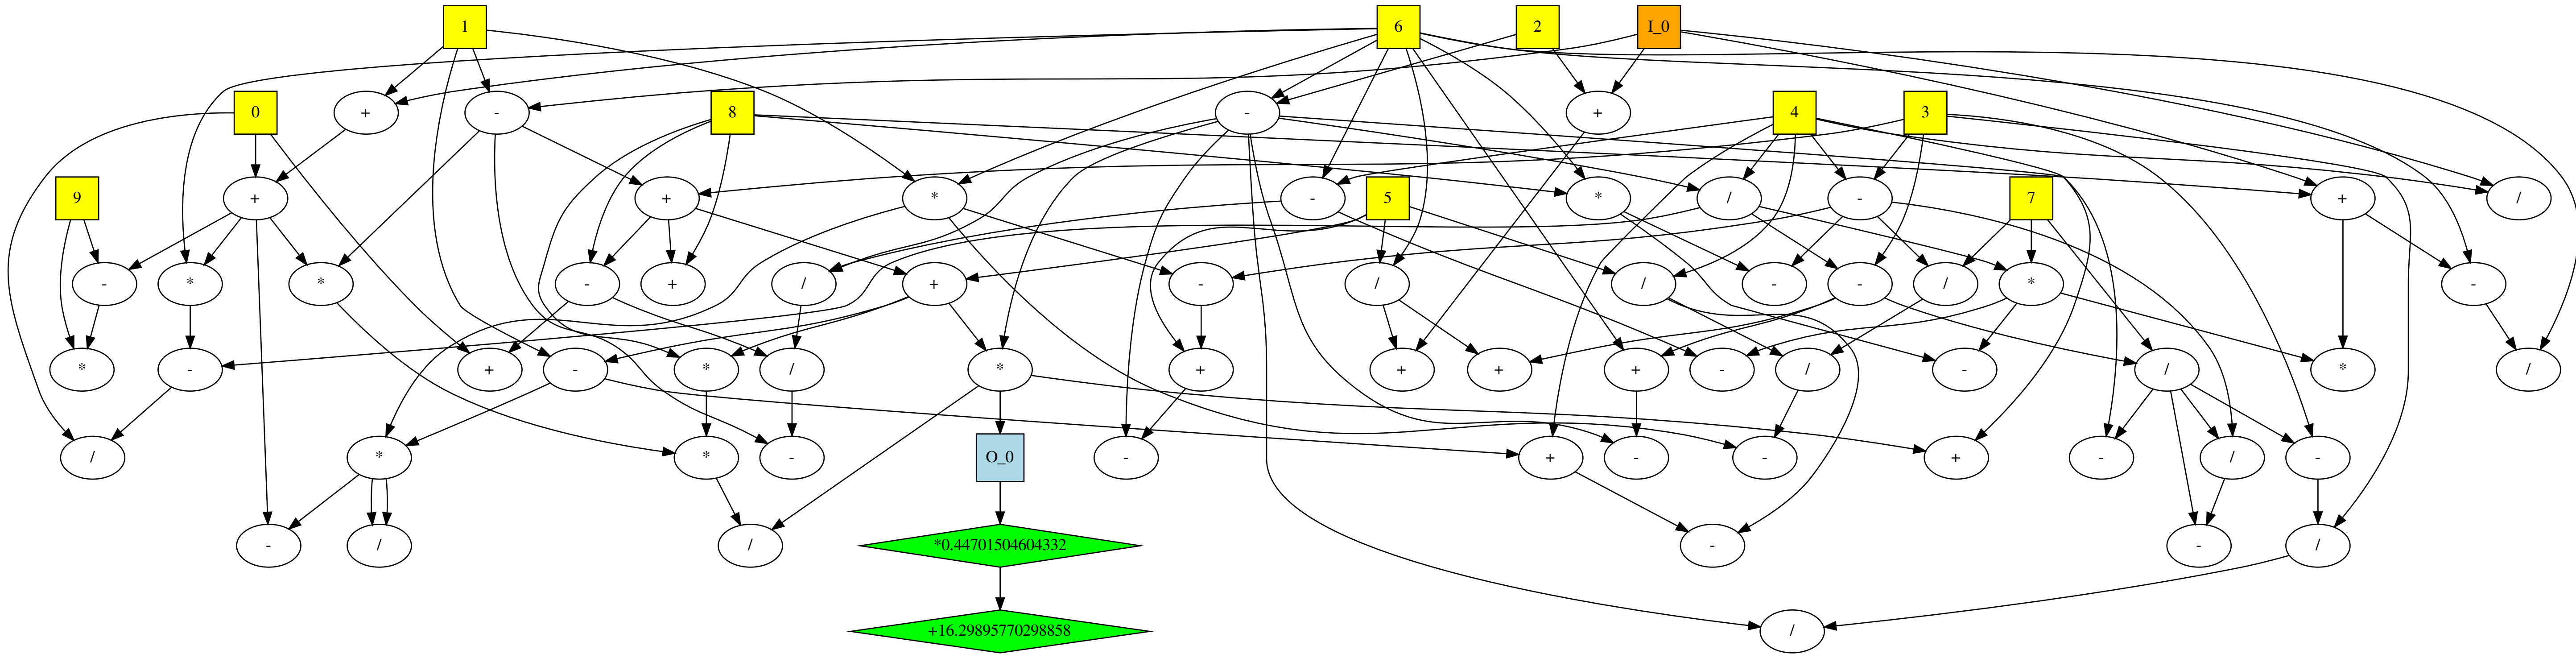 1 6 2 I_0
0 + - 8 - + 4 3
9 + + * - 5 * / - 7 + /
- * * - + / + - / / - - / * -
* - + - * / * + + + + - / - / * /
/ * * - O_0 - + - - + - / -
- / / *0.44701504604332 - - /
+16.29895770298858 /